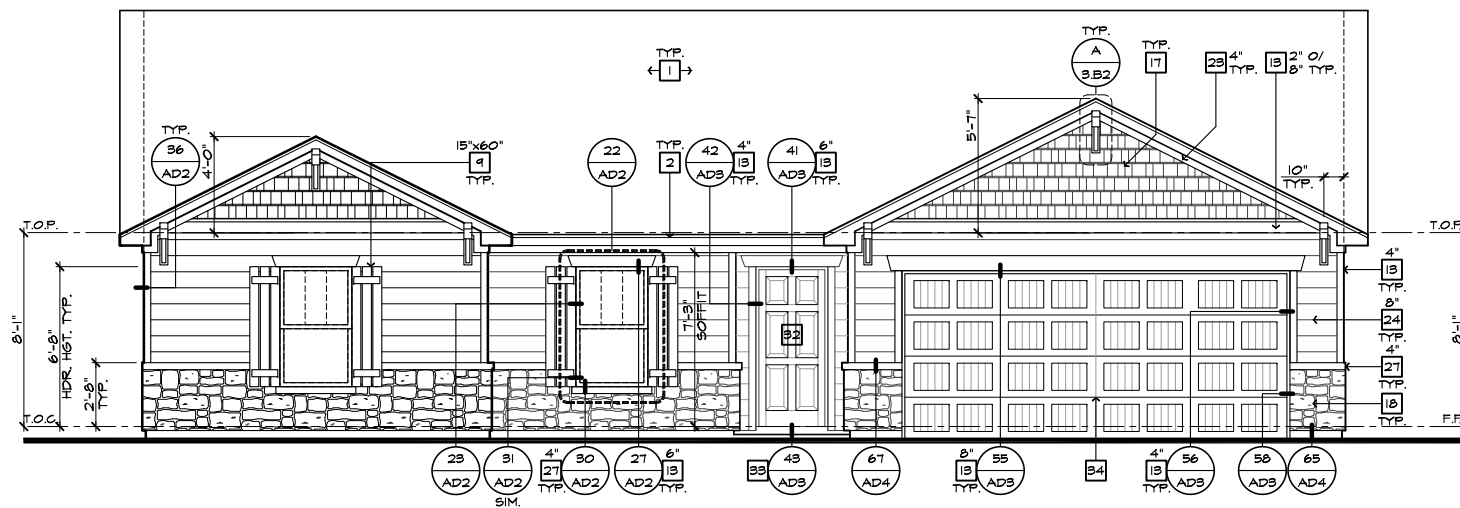 TYP.
1
TYP.
A
3.B2
TYP.
17
23
4"
TYP.
13
2" O/
8" TYP.
TYP.
36
AD2
4'-0"
15"x60"
9
TYP.
22
AD2
TYP.
2
42
AD3
4"
13
TYP.
41
AD3
6"
13
TYP.
5'-7"
10"
TYP.
T.O.P.
T.O.P.
8'-1"
6'-8"
HDR. HGT. TYP.
2'-8"
TYP.
7'-3"
SOFFIT
32
4"
13
TYP.
8"
24
TYP.
4"
27
TYP.
18
TYP.
8'-1"
T.O.C.
F.F.
23
AD2
31
AD2
SIM.
4"
27
TYP.
30
AD2
27
AD2
6"
13
TYP.
33
43
AD3
67
AD4
8"
13
TYP.
55
AD3
34
4"
13
TYP.
56
AD3
58
AD3
65
AD4